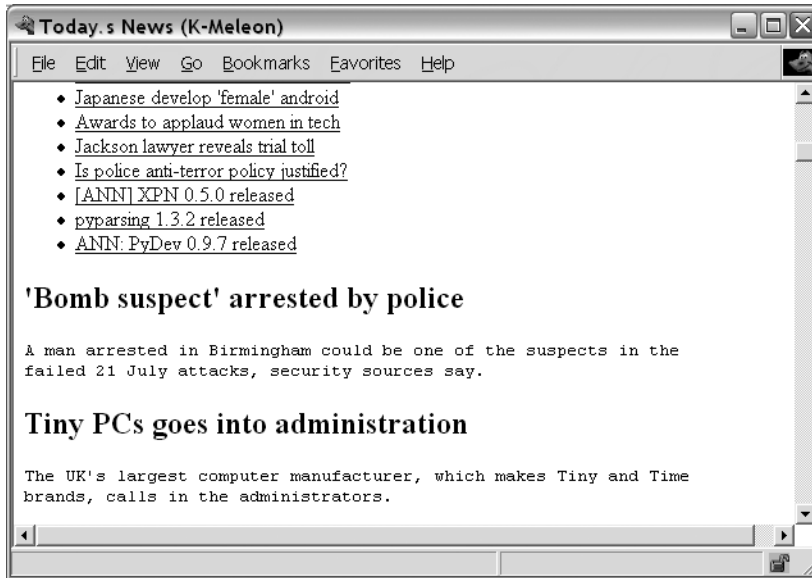 Today.s News (K-Meleon)
File Edit View Go Bookmarks Favorites Help
Japanese develop 'female' android
Awards to applaud women in tech
Jackson lawyer reveals trial toll
Is police anti-terror policy justified?
[ANN] XPN 0.5.0 released
pyparsing 1.3.2 released
ANN: PyDev 0.9.7 released
'Bomb suspect' arrested by police
A man arrested in Birmingham could be one of the suspects in the
failed 21 July attacks, security sources say.
Tiny PCs goes into administration
The UK's largest computer manufacturer, which makes Tiny and Time
brands, calls in the administrators.